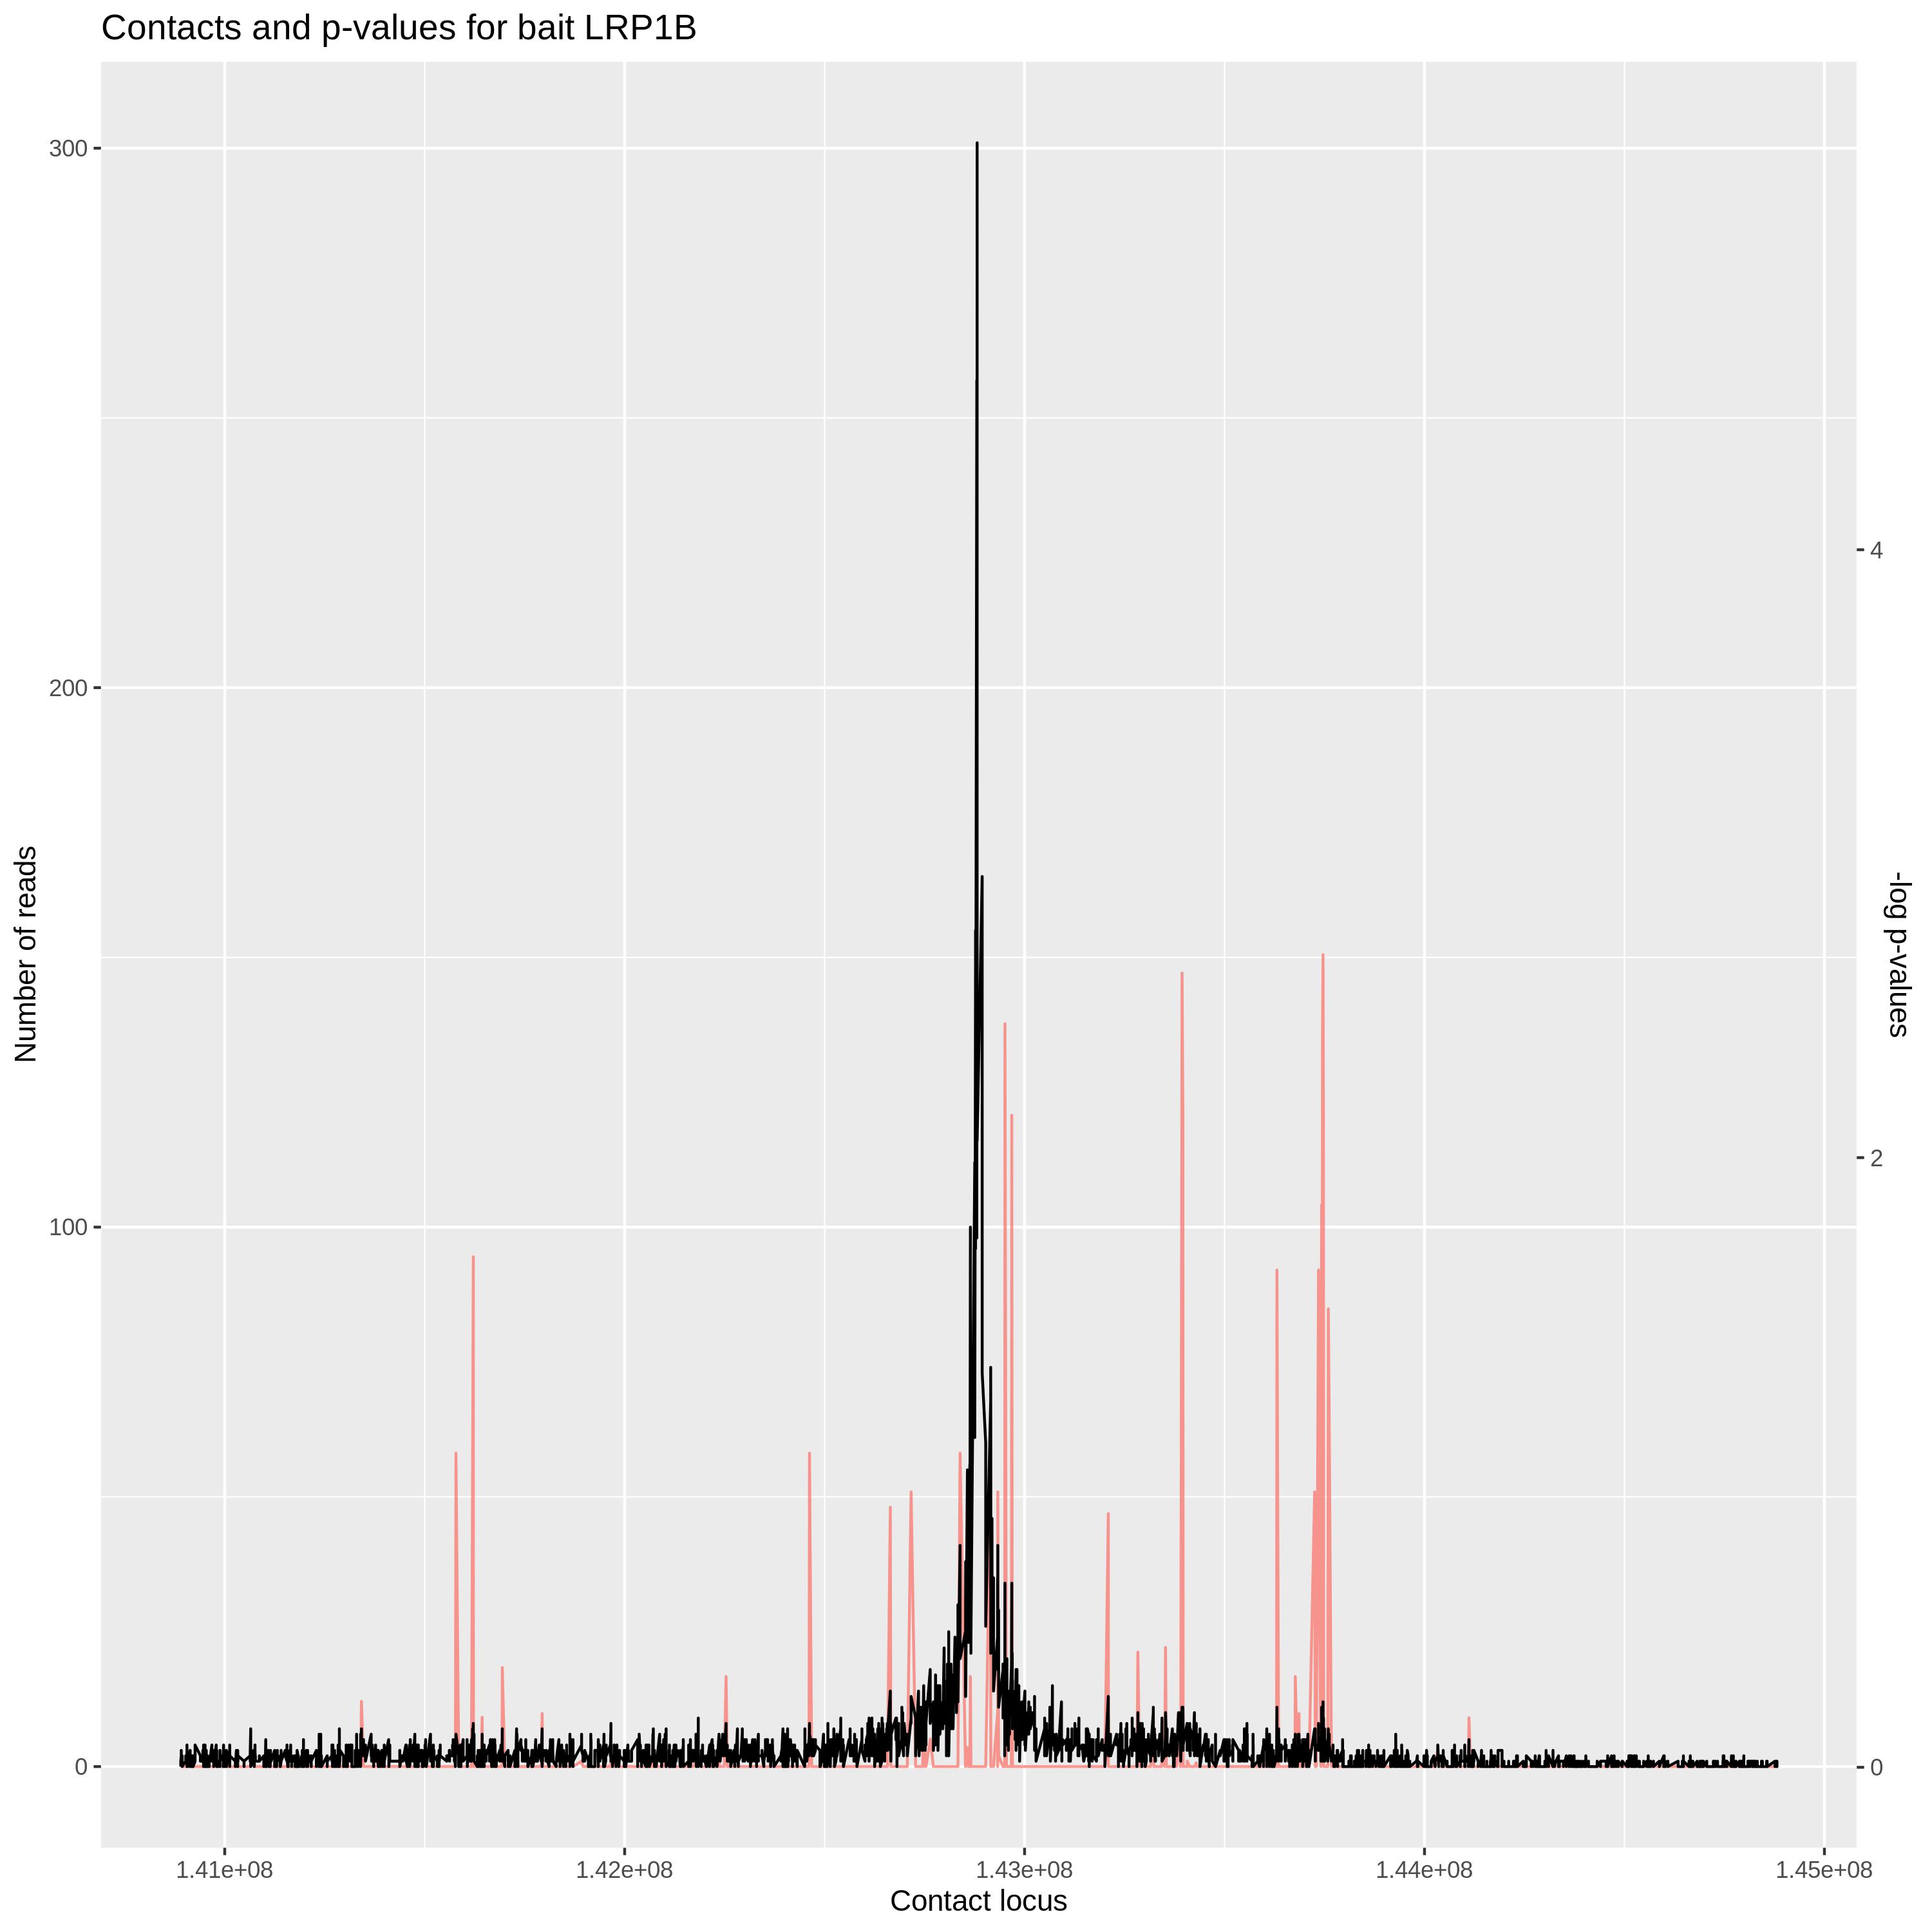 Contacts and p-values for bait LRP1B
300
200
100
0
Number of reads
4
2
0
-log p-values
1.41e+08
1.42e+08
1.43e+08
1.44e+08
1.45e+08
Contact locus